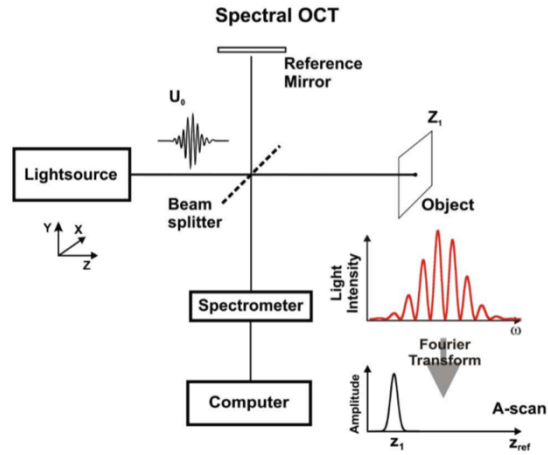 Spectral OCT
Reference
Mirror
U₀
Z₁
Lightsource
Beam
splitter
Object
Y
X
Z
Light
Intensity
ω
Spectrometer
Fourier
Transform
Computer
Amplitude
A-scan
z₁
z_ref